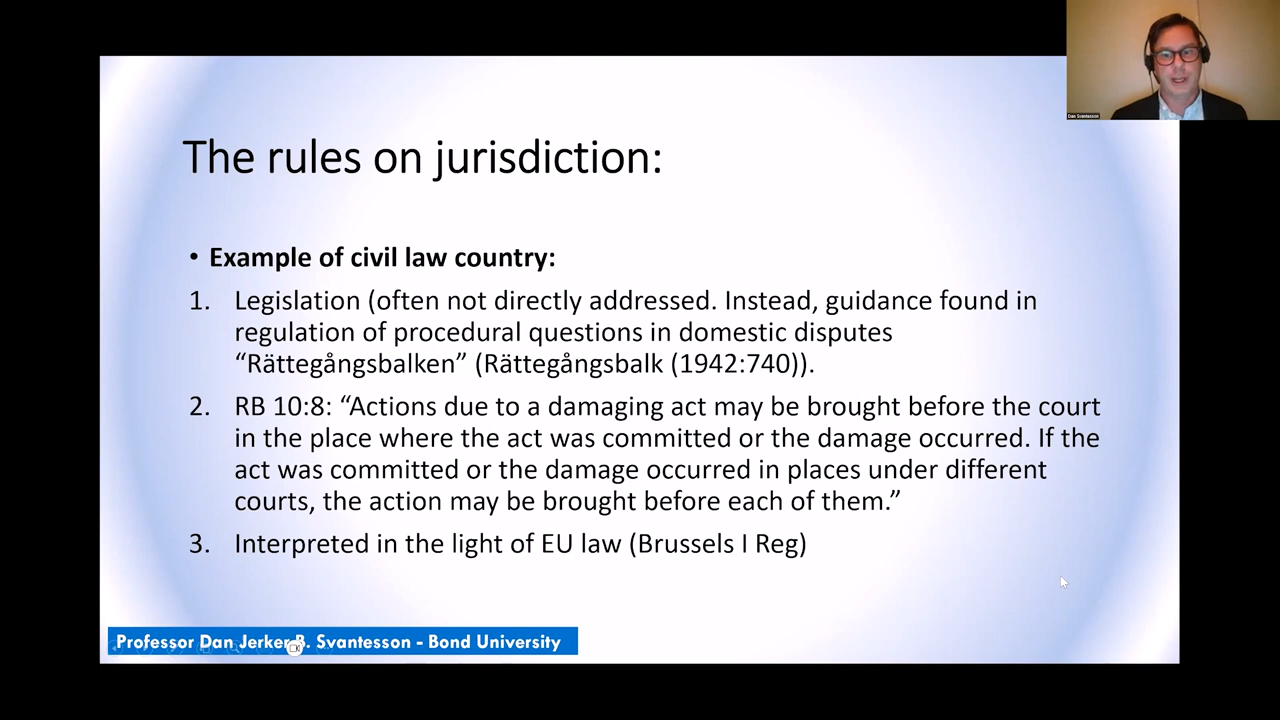 Dan Svantesson
The rules on jurisdiction:
• Example of civil law country:
1. Legislation (often not directly addressed. Instead, guidance found in
regulation of procedural questions in domestic disputes
“Rättegångsbalken” (Rättegångsbalk (1942:740)).
2. RB 10:8: “Actions due to a damaging act may be brought before the court
in the place where the act was committed or the damage occurred. If the
act was committed or the damage occurred in places under different
courts, the action may be brought before each of them.”
3. Interpreted in the light of EU law (Brussels I Reg)
Professor Dan Jerker B. Svantesson - Bond University